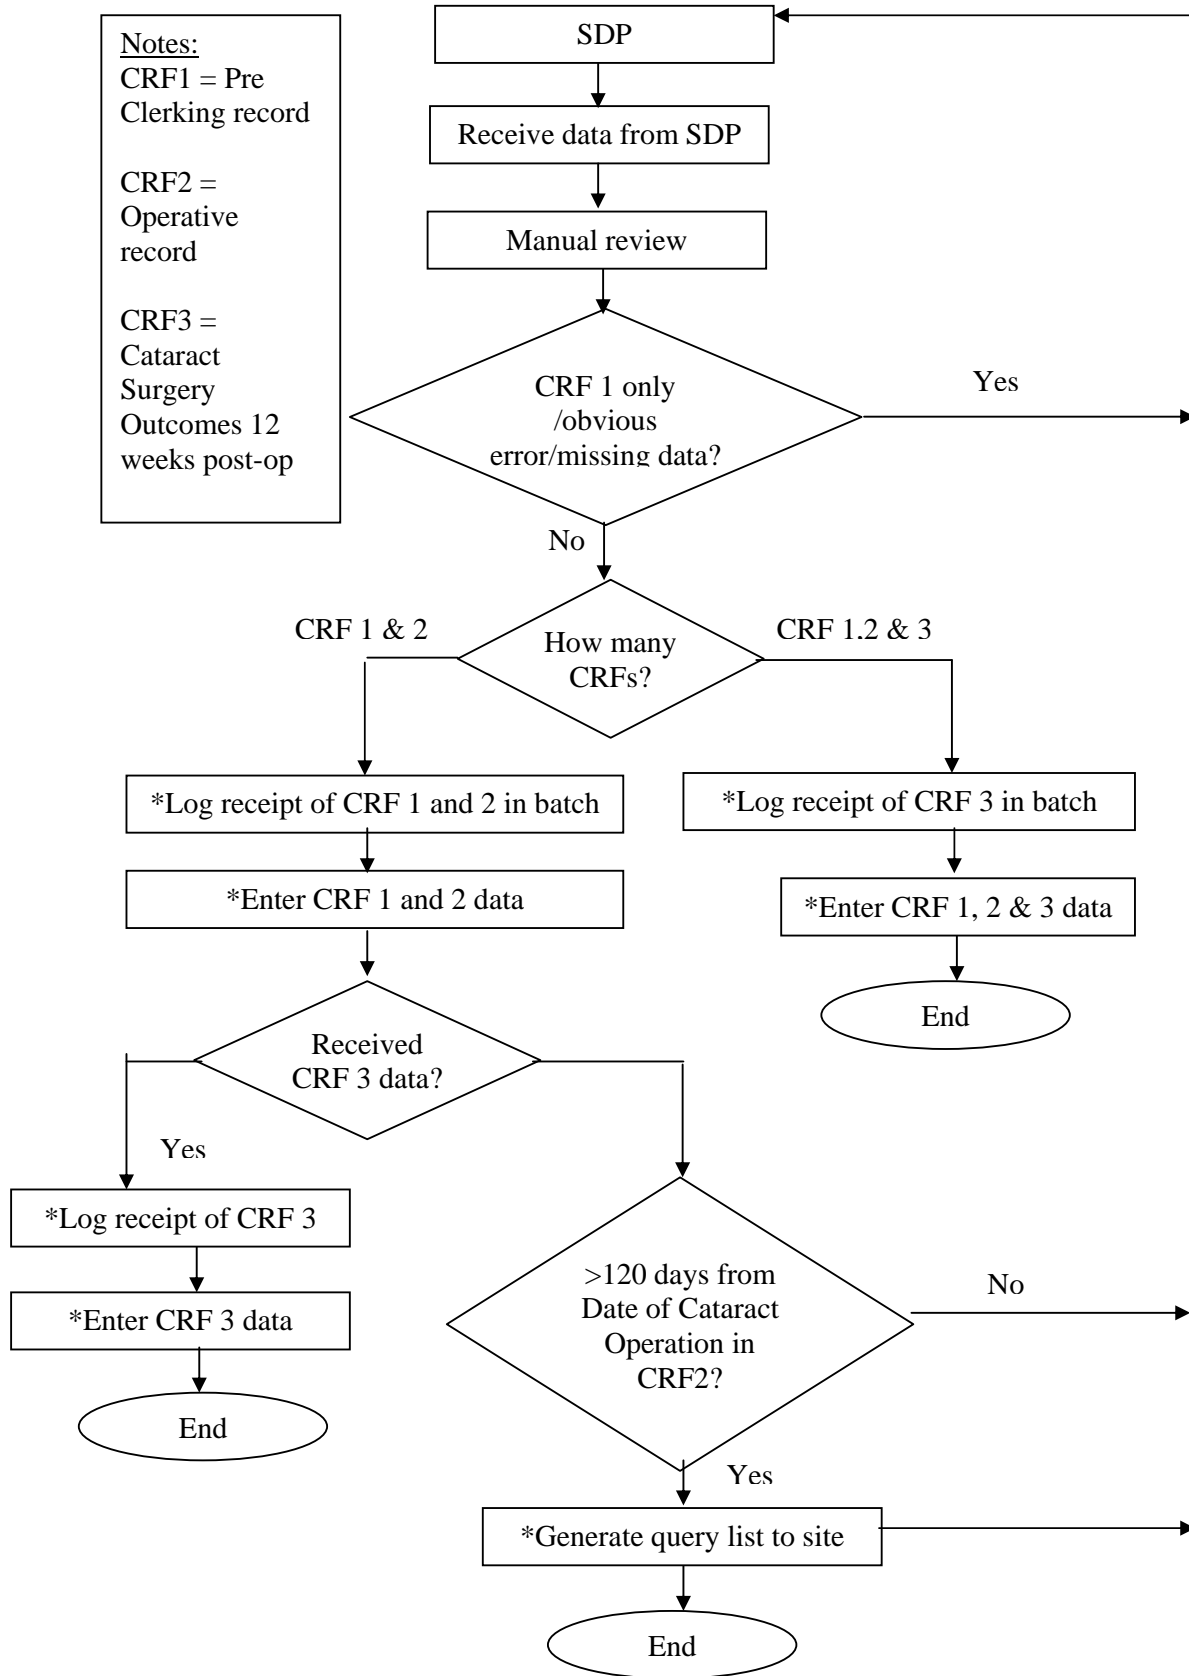 Notes:
CRF1 = Pre
Clerking record
CRF2 =
Operative
record
CRF3 =
Cataract
Surgery
Outcomes 12
weeks post-op
SDP
Receive data from SDP
Manual review
CRF 1 only
/obvious
error/missing data?
Yes
No
How many
CRFs?
CRF 1 & 2
CRF 1,2 & 3
*Log receipt of CRF 1 and 2 in batch
*Log receipt of CRF 3 in batch
*Enter CRF 1 and 2 data
*Enter CRF 1, 2 & 3 data
End
Received
CRF 3 data?
Yes
*Log receipt of CRF 3
*Enter CRF 3 data
End
>120 days from
Date of Cataract
Operation in
CRF2?
No
Yes
*Generate query list to site
End